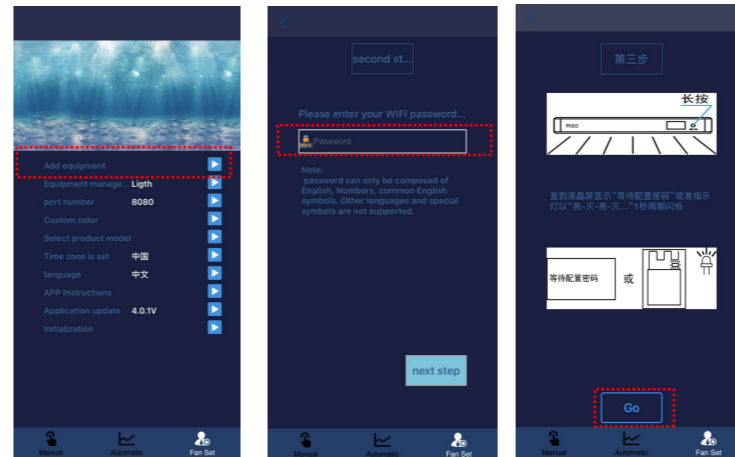 Add equipment
Equipment manage... Ligth
port number 8080
Custom color
Select product model
Time zone is set 中国
language 中文
APP Instructions
Application update 4.0.1V
Initialization
Manual Automatic Fan Set
second st...
Please enter your WIFI password...
Password
Note:
password can only be composed of
English, Numbers, common English
symbols. Other languages and special
symbols are not supported.
next step
Manual Automatic Fan Set
第三步
长按
直到液晶屏显示“等待配置密码”或者指示
灯以“亮-灭-亮-灭...”1秒周期闪烁
等待配置密码 或
Go
Manual Automatic Fan Set